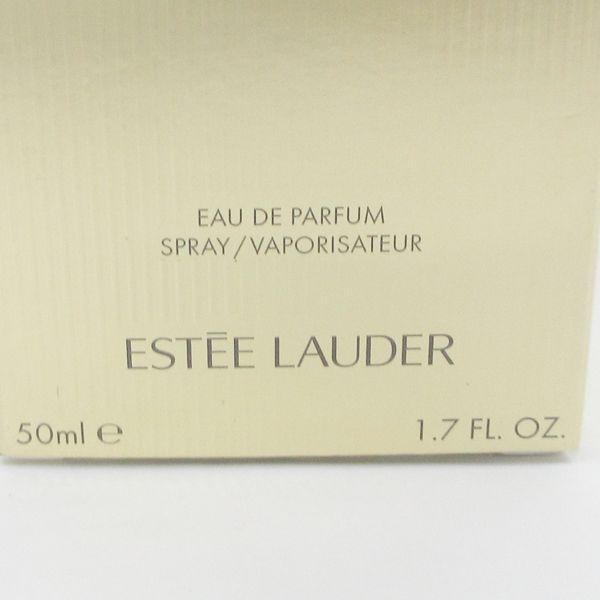 EAU DE PARFUM
SPRAY/VAPORISATEUR
ESTĒE LAUDER
50ml ℮ 1.7 FL. OZ.